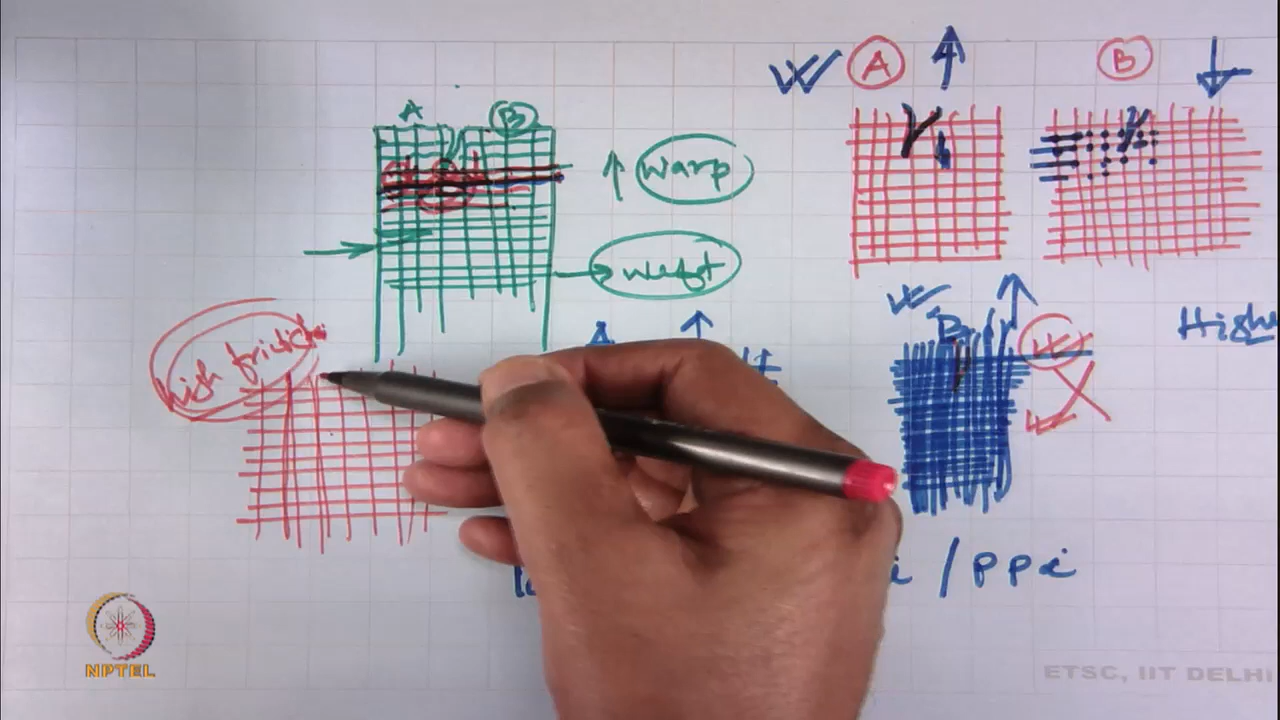 A
B
warp
weft
high friction
A
A
B
B
High
i / ppi
NPTEL
ETSC, IIT DELHI